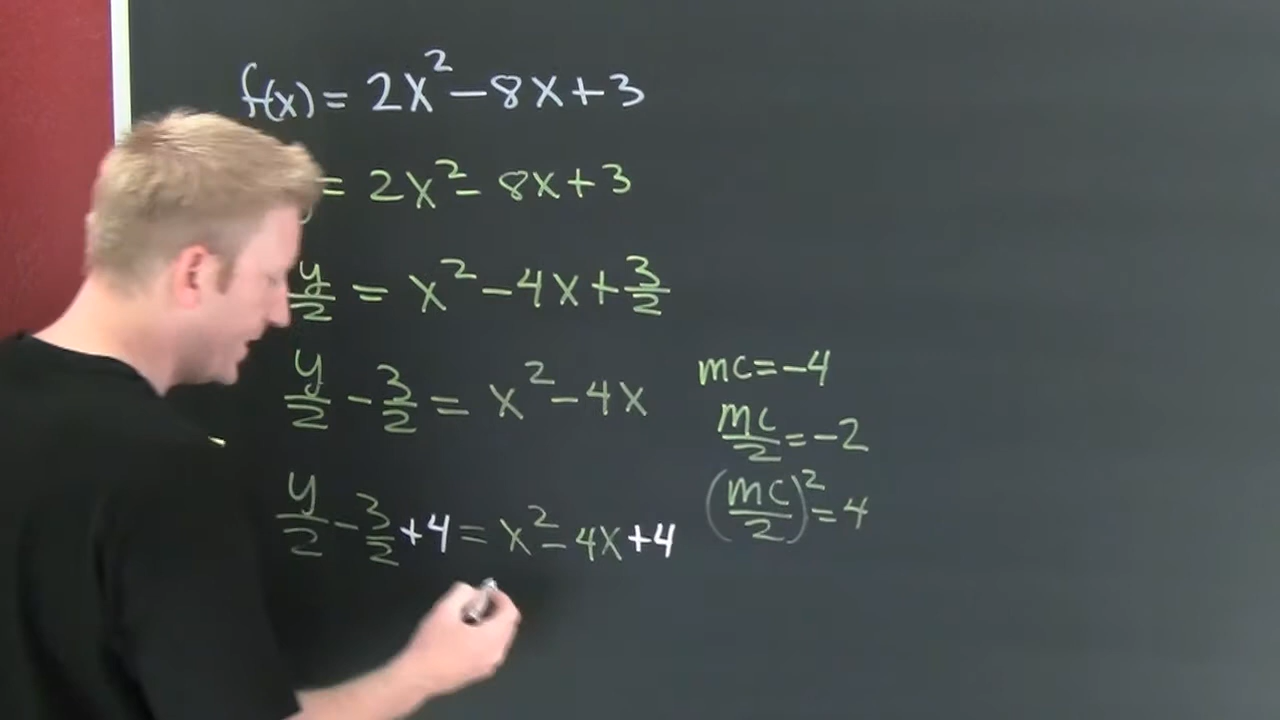 f(x) = 2x² - 8x + 3
= 2x² - 8x + 3
y/2 = x² - 4x + 3/2
y/2 - 3/2 = x² - 4x
mc = -4
mc/2 = -2
(mc/2)² = 4
y/2 - 3/2 + 4 = x² - 4x + 4